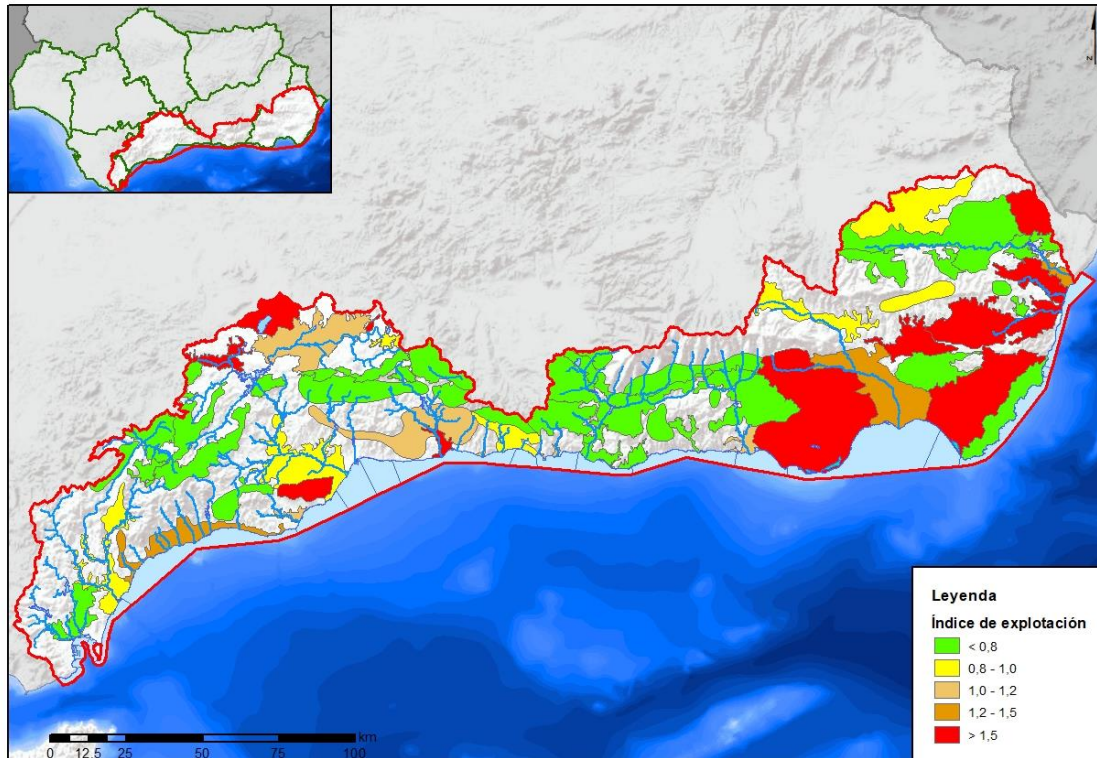 N
Leyenda
Índice de explotación
< 0,8
0,8 - 1,0
1,0 - 1,2
1,2 - 1,5
> 1,5
0 12.5 25 50 75 100
km